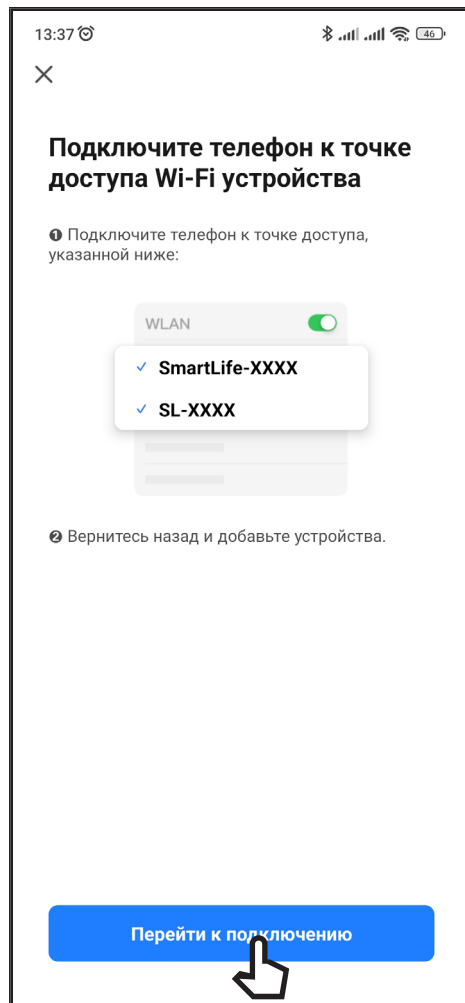 13:37
46
Подключите телефон к точке
доступа Wi-Fi устройства
❶ Подключите телефон к точке доступа,
указанной ниже:
WLAN
SmartLife-XXXX
SL-XXXX
❷ Вернитесь назад и добавьте устройства.
Перейти к подключению